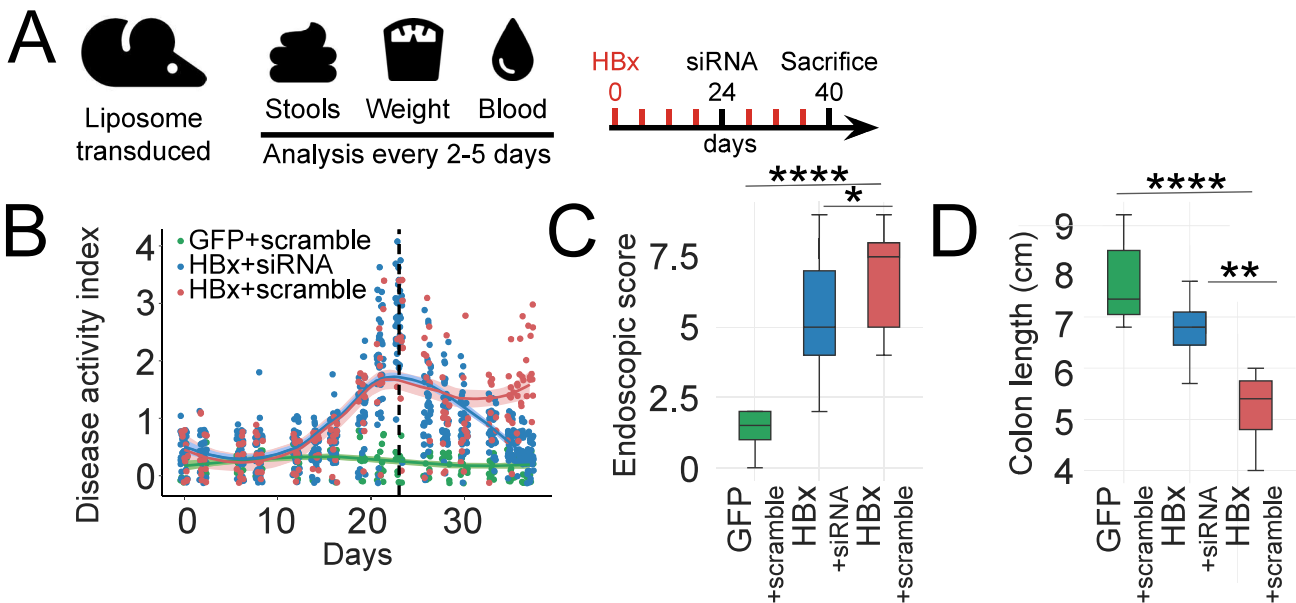 A
Liposome
transduced
Stools Weight Blood
Analysis every 2-5 days
HBx siRNA Sacrifice
0 24 40
days
B
Disease activity index
4
3
2
1
0
GFP+scramble
HBx+siRNA
HBx+scramble
0 10 20 30
Days
C
Endoscopic score
7.5
5
2.5
0
****
*
GFP
+scramble
HBx
+siRNA
HBx
+scramble
D
Colon length (cm)
9
8
7
6
5
4
****
**
GFP
+scramble
HBx
+siRNA
HBx
+scramble